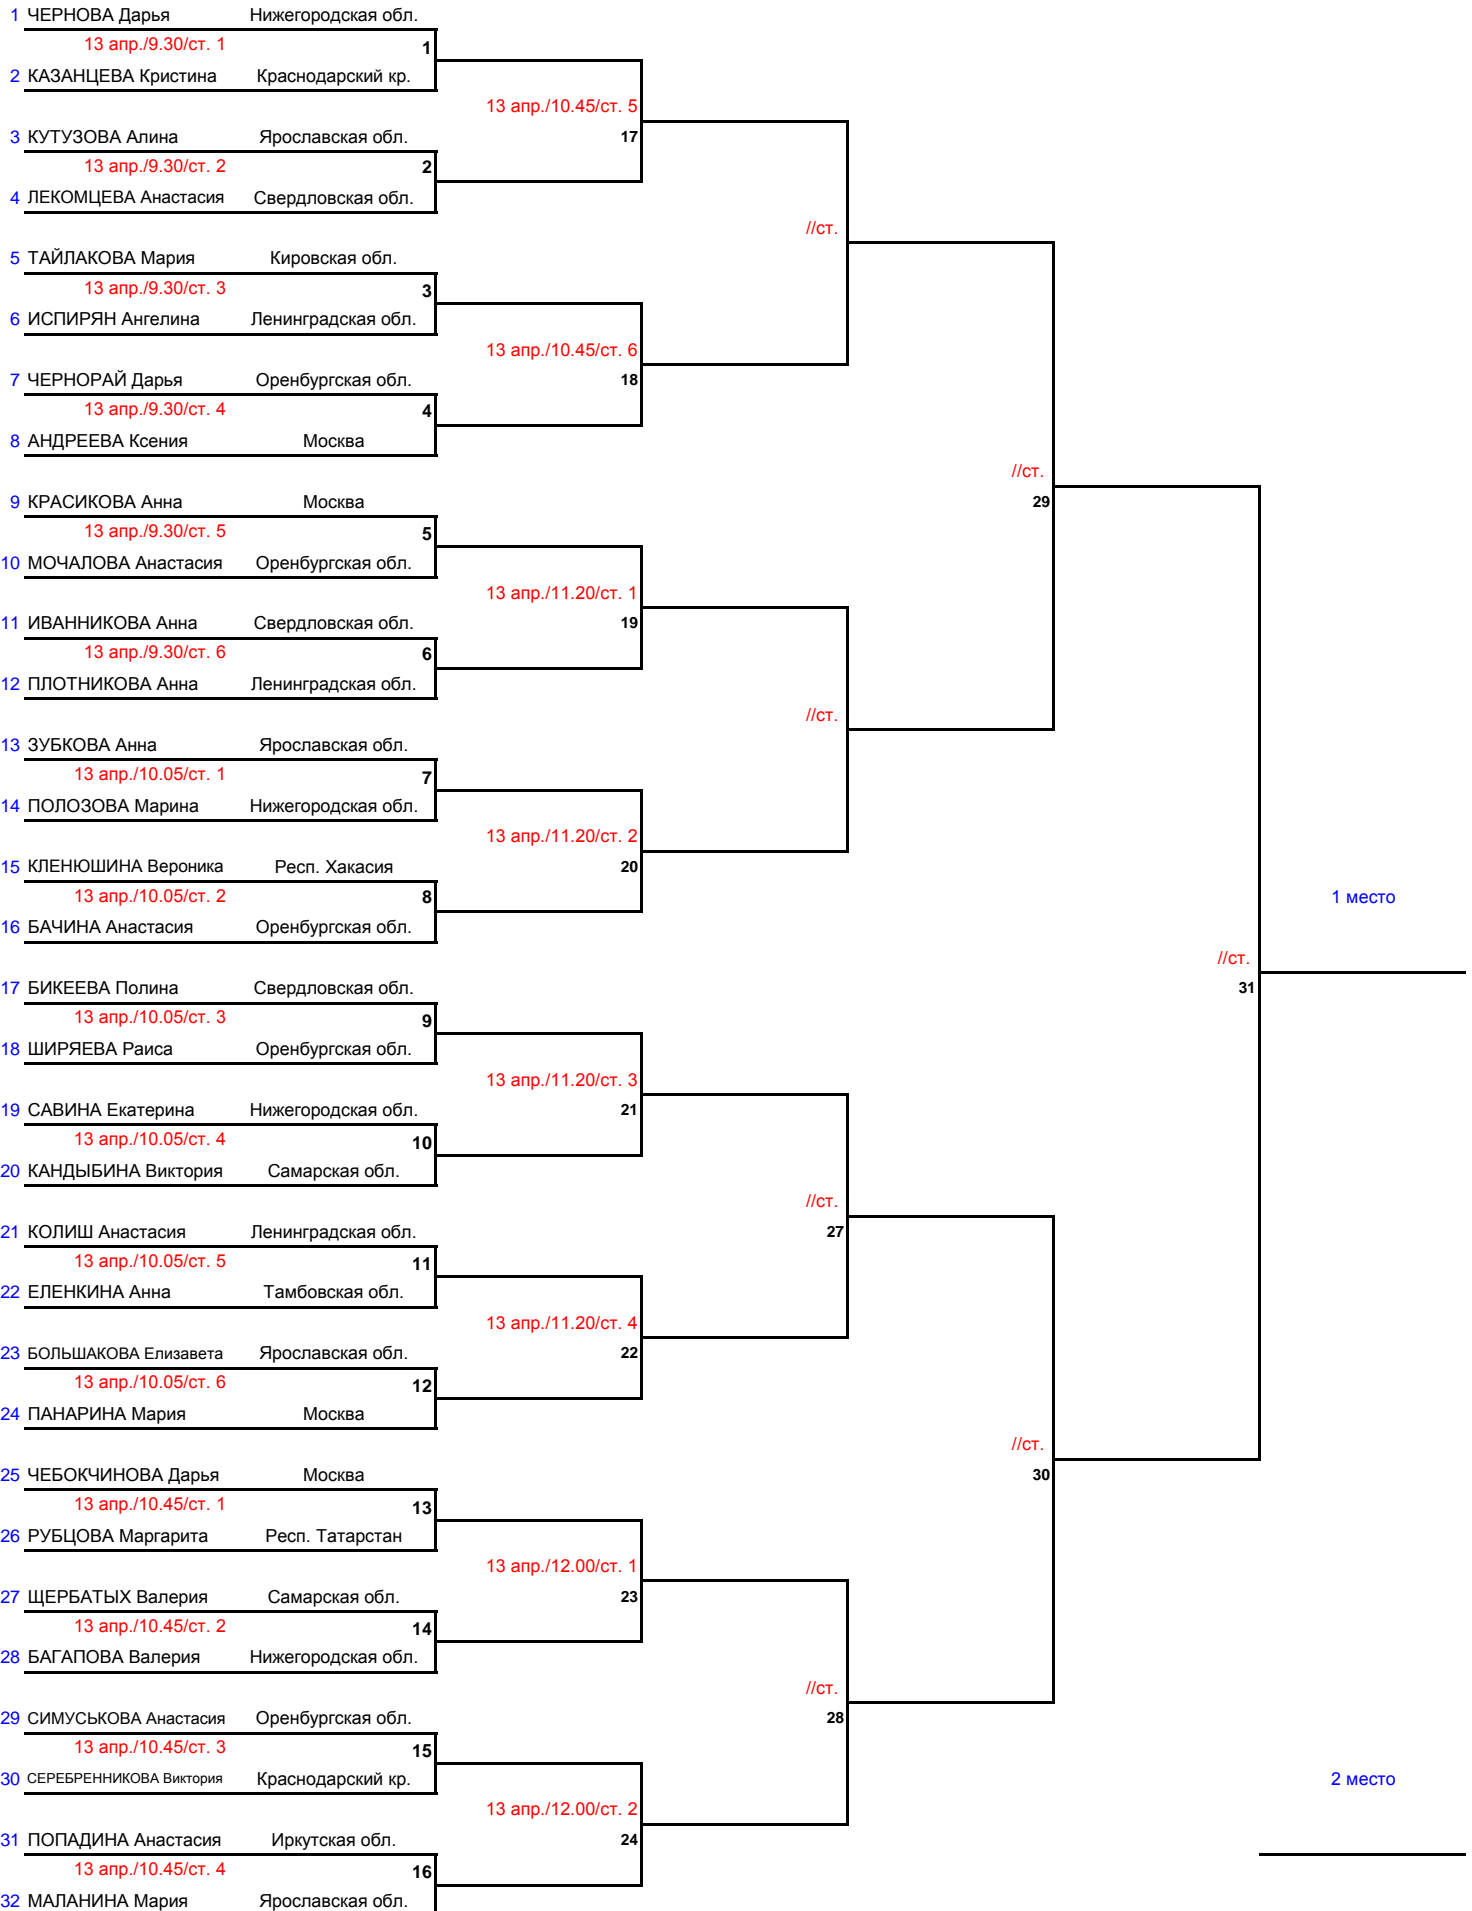 1 ЧЕРНОВА Дарья Нижегородская обл.
13 апр./9.30/ст. 1 1
2 КАЗАНЦЕВА Кристина Краснодарский кр.
13 апр./10.45/ст. 5
3 КУТУЗОВА Алина Ярославская обл. 17
13 апр./9.30/ст. 2 2
4 ЛЕКОМЦЕВА Анастасия Свердловская обл.
//ст.
5 ТАЙЛАКОВА Мария Кировская обл.
13 апр./9.30/ст. 3 3
6 ИСПИРЯН Ангелина Ленинградская обл.
13 апр./10.45/ст. 6
7 ЧЕРНОРАЙ Дарья Оренбургская обл. 18
13 апр./9.30/ст. 4 4
8 АНДРЕЕВА Ксения Москва
//ст.
9 КРАСИКОВА Анна Москва 29
13 апр./9.30/ст. 5 5
10 МОЧАЛОВА Анастасия Оренбургская обл.
13 апр./11.20/ст. 1
11 ИВАННИКОВА Анна Свердловская обл. 19
13 апр./9.30/ст. 6 6
12 ПЛОТНИКОВА Анна Ленинградская обл.
//ст.
13 ЗУБКОВА Анна Ярославская обл.
13 апр./10.05/ст. 1 7
14 ПОЛОЗОВА Марина Нижегородская обл.
13 апр./11.20/ст. 2
15 КЛЕНЮШИНА Вероника Респ. Хакасия 20
13 апр./10.05/ст. 2 8 1 место
16 БАЧИНА Анастасия Оренбургская обл.
//ст.
17 БИКЕЕВА Полина Свердловская обл. 31
13 апр./10.05/ст. 3 9
18 ШИРЯЕВА Раиса Оренбургская обл.
13 апр./11.20/ст. 3
19 САВИНА Екатерина Нижегородская обл. 21
13 апр./10.05/ст. 4 10
20 КАНДЫБИНА Виктория Самарская обл.
//ст.
21 КОЛИШ Анастасия Ленинградская обл. 27
13 апр./10.05/ст. 5 11
22 ЕЛЕНКИНА Анна Тамбовская обл.
13 апр./11.20/ст. 4
23 БОЛЬШАКОВА Елизавета Ярославская обл. 22
13 апр./10.05/ст. 6 12
24 ПАНАРИНА Мария Москва
//ст.
25 ЧЕБОКЧИНОВА Дарья Москва 30
13 апр./10.45/ст. 1 13
26 РУБЦОВА Маргарита Респ. Татарстан
13 апр./12.00/ст. 1
27 ЩЕРБАТЫХ Валерия Самарская обл. 23
13 апр./10.45/ст. 2 14
28 БАГАПОВА Валерия Нижегородская обл.
//ст.
29 СИМУСЬКОВА Анастасия Оренбургская обл. 28
13 апр./10.45/ст. 3 15
30 СЕРЕБРЕННИКОВА Виктория Краснодарский кр. 2 место
13 апр./12.00/ст. 2
31 ПОПАДИНА Анастасия Иркутская обл. 24
13 апр./10.45/ст. 4 16
32 МАЛАНИНА Мария Ярославская обл.